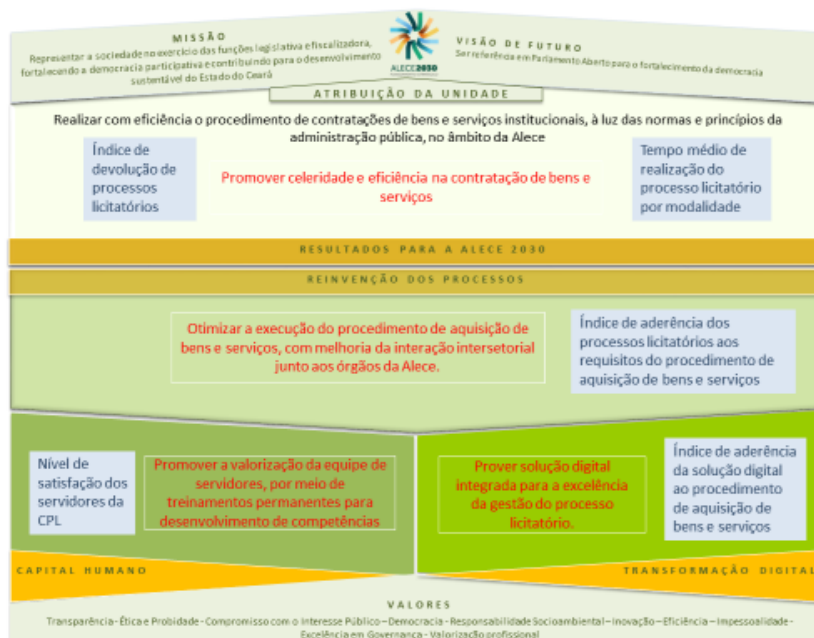 MISSÃO
Representar a sociedade no exercício das funções legislativa e fiscalizadora,
fortalecendo a democracia participativa e contribuindo para o desenvolvimento
sustentável do Estado do Ceará
ALECE2030
VISÃO DE FUTURO
Ser referência em Parlamento Aberto para o fortalecimento da democracia
ATRIBUIÇÃO DA UNIDADE
Realizar com eficiência o procedimento de contratações de bens e serviços institucionais, à luz das normas e princípios da
administração pública, no âmbito da Alece
Índice de
devolução de
processos
licitatórios
Promover celeridade e eficiência na contratação de bens e
serviços
Tempo médio de
realização do
processo licitatório
por modalidade
RESULTADOS PARA A ALECE 2030
REINVENÇÃO DOS PROCESSOS
Otimizar a execução do procedimento de aquisição de
bens e serviços, com melhoria da interação intersetorial
junto aos órgãos da Alece.
Índice de aderência dos
processos licitatórios aos
requisitos do procedimento de
aquisição de bens e serviços
Nível de
satisfação dos
servidores da
CPL
Promover a valorização da equipe de
servidores, por meio de
treinamentos permanentes para
desenvolvimento de competências
Prover solução digital
integrada para a excelência
da gestão do processo
licitatório.
Índice de aderência
da solução digital
ao procedimento
de aquisição de
bens e serviços
CAPITAL HUMANO
TRANSFORMAÇÃO DIGITAL
VALORES
Transparência - Ética e Probidade - Compromisso com o Interesse Público – Democracia - Responsabilidade Socioambiental – Inovação – Eficiência – Impessoalidade -
Excelência em Governança - Valorização profissional